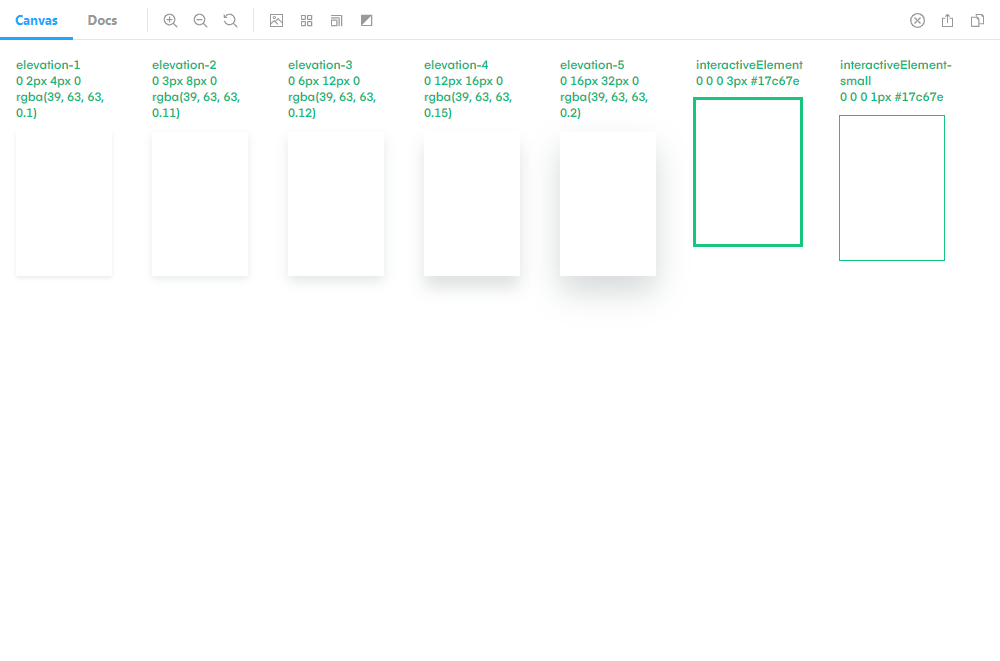 Canvas Docs
elevation-1
0 2px 4px 0
rgba(39, 63, 63,
0.1)
elevation-2
0 3px 8px 0
rgba(39, 63, 63,
0.11)
elevation-3
0 6px 12px 0
rgba(39, 63, 63,
0.12)
elevation-4
0 12px 16px 0
rgba(39, 63, 63,
0.15)
elevation-5
0 16px 32px 0
rgba(39, 63, 63,
0.2)
interactiveElement
0 0 0 3px #17c67e
interactiveElement-
small
0 0 0 1px #17c67e